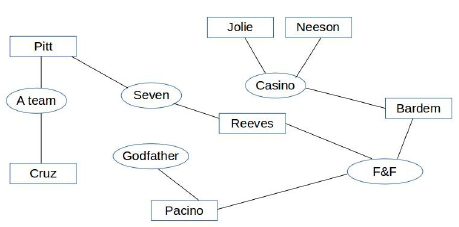 Jolie
Neeson
Pitt
Casino
Seven
A team
Bardem
Reeves
Godfather
F&F
Cruz
Pacino